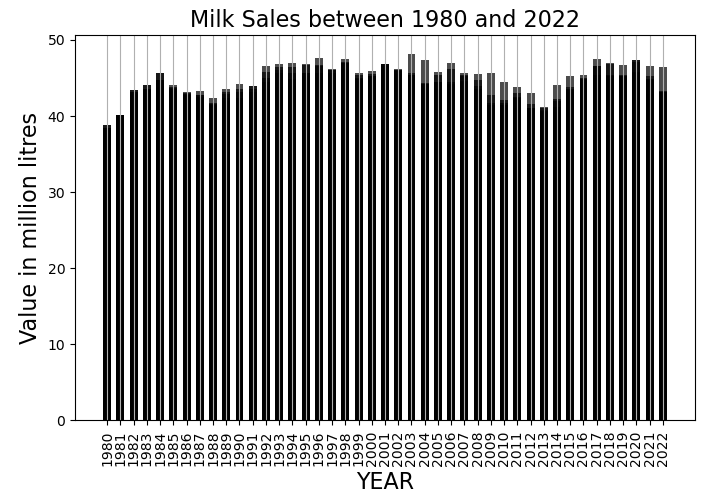 Milk Sales between 1980 and 2022
Value in million litres
50
40
30
20
10
0
1980 1981 1982 1983 1984 1985 1986 1987 1988 1989 1990 1991 1992 1993 1994 1995 1996 1997 1998 1999 2000 2001 2002 2003 2004 2005 2006 2007 2008 2009 2010 2011 2012 2013 2014 2015 2016 2017 2018 2019 2020 2021 2022
YEAR